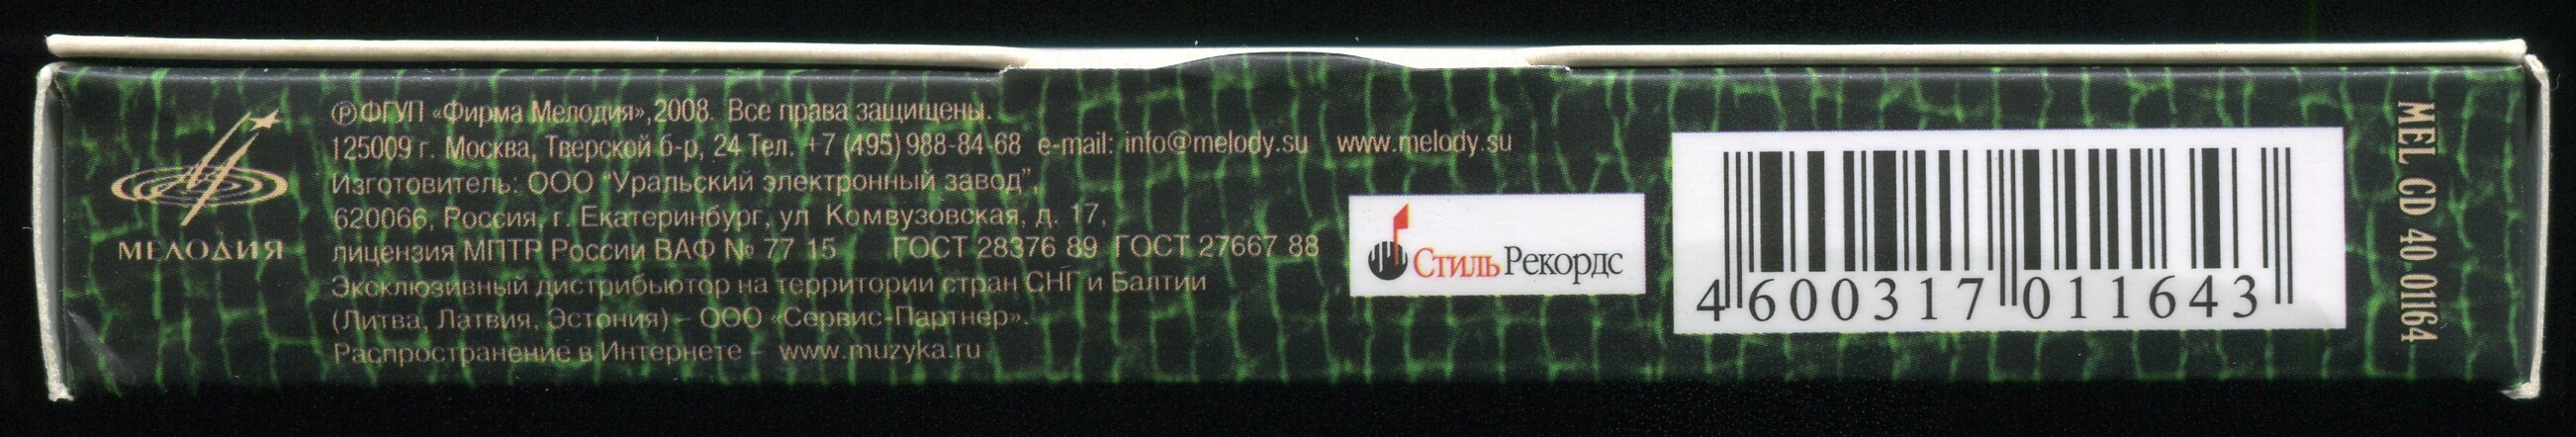 МЕЛОДИЯ
℗ФГУП «Фирма Мелодия»,2008. Все права защищены.
125009 г. Москва, Тверской б-р, 24 Тел. +7 (495) 988-84-68 e-mail: info@melody.su www.melody.su
Изготовитель: ООО “Уральский электронный завод”,
620066, Россия, г. Екатеринбург, ул Комвузовская, д. 17,
лицензия МПТР России ВАФ № 77 15 ГОСТ 28376 89 ГОСТ 27667 88
Эксклюзивный дистрибьютор на территории стран СНГ и Балтии
(Литва, Латвия, Эстония) – ООО «Сервис-Партнер».
Распространение в Интернете – www.muzyka.ru
Стиль Рекордс
4 600317 011643
MEL CD 40 01164